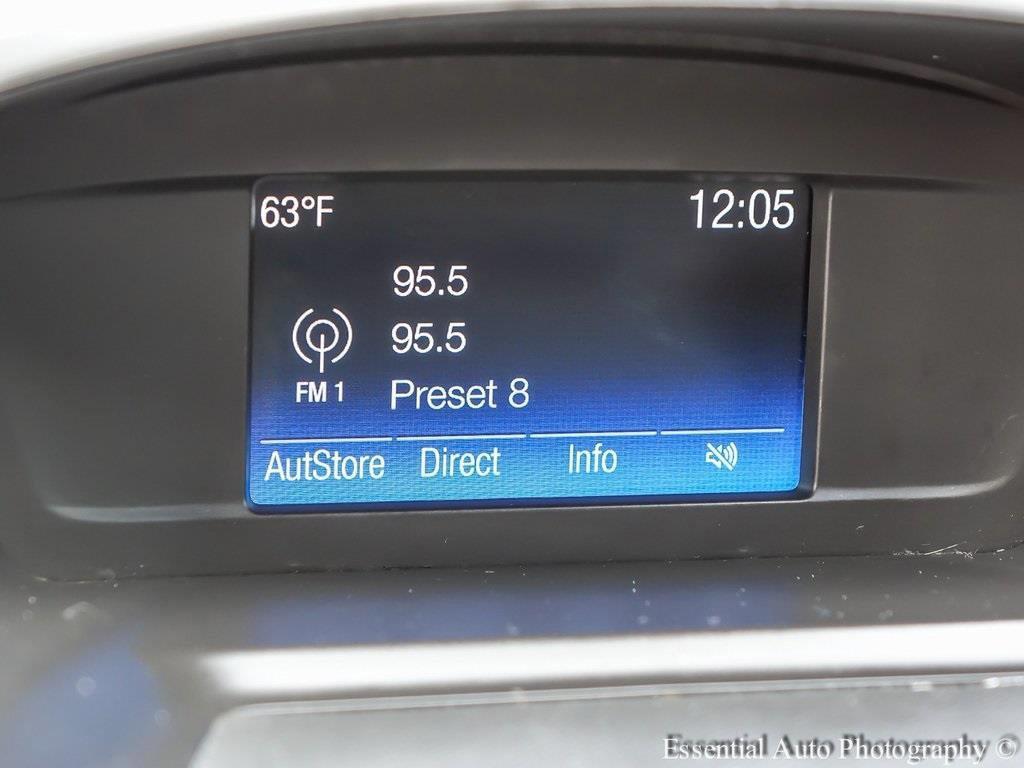 63°F 12:05
95.5
95.5
FM 1
Preset 8
AutStore Direct Info
Essential Auto Photography ©